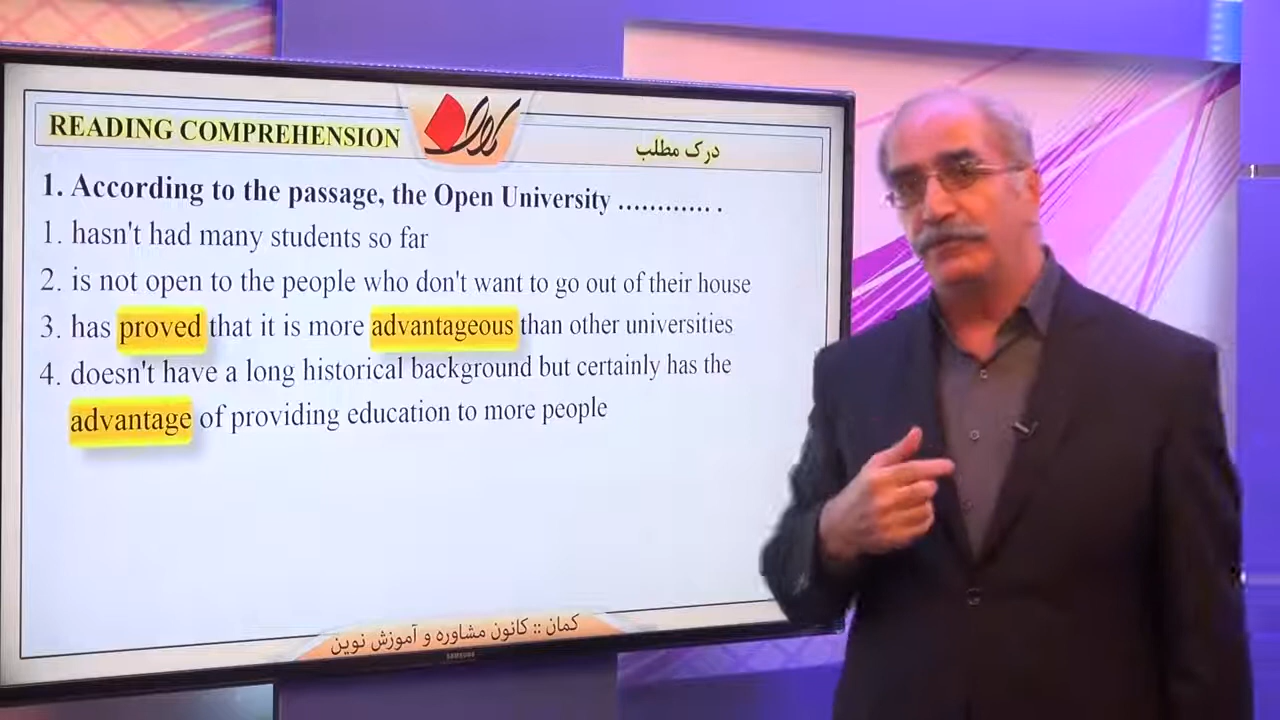 READING COMPREHENSION
کمان
درک مطلب
1. According to the passage, the Open University ............ .
1. hasn't had many students so far
2. is not open to the people who don't want to go out of their house
3. has proved that it is more advantageous than other universities
4. doesn't have a long historical background but certainly has the
advantage of providing education to more people
کمان :: کانون مشاوره و آموزش نوین
SAMSUNG